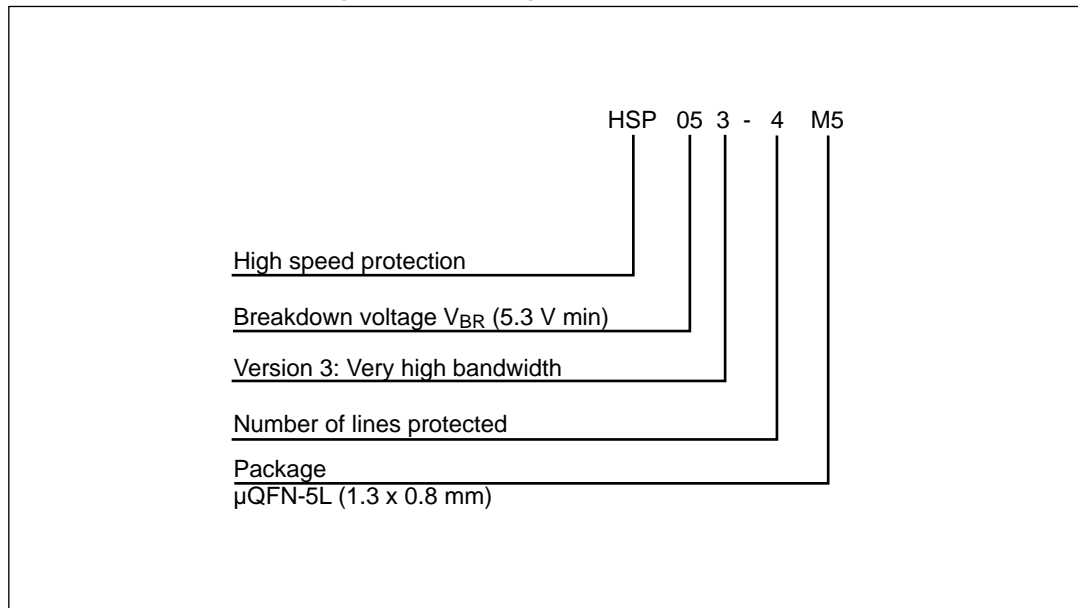 HSP 05 3 - 4 M5
High speed protection
Breakdown voltage VBR (5.3 V min)
Version 3: Very high bandwidth
Number of lines protected
Package
µQFN-5L (1.3 x 0.8 mm)